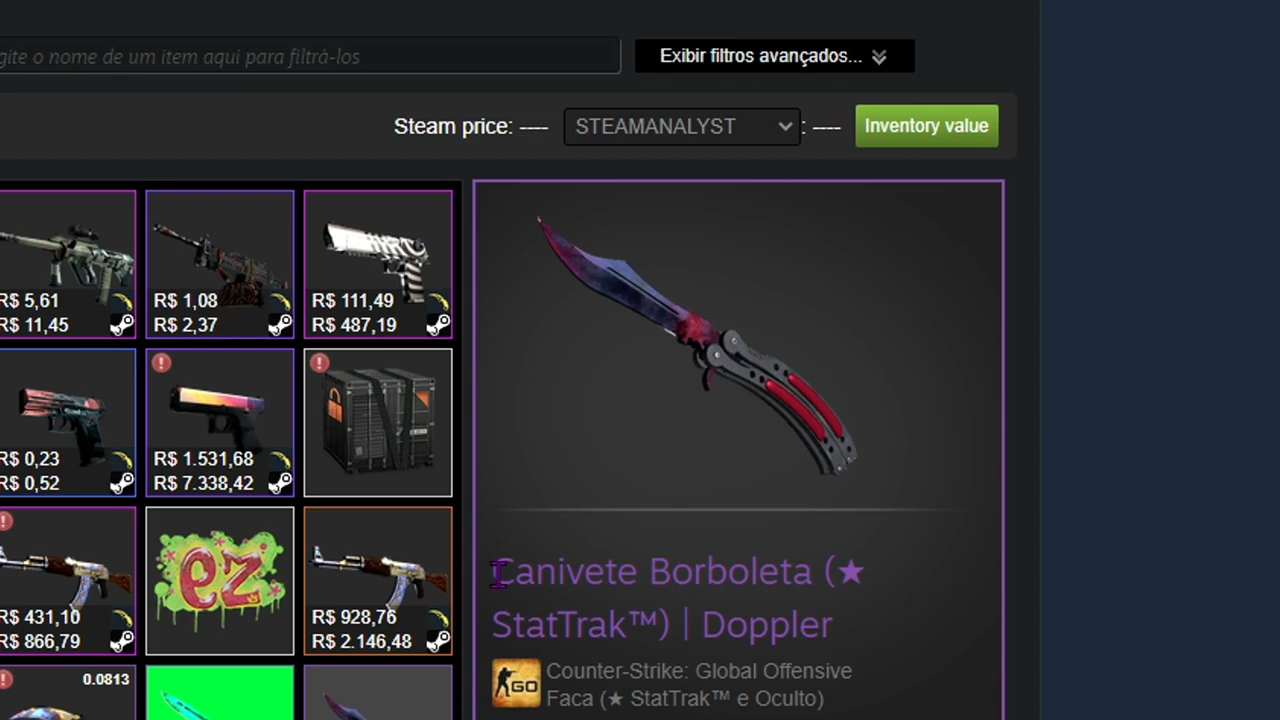 gite o nome de um item aqui para filtrá-los
Exibir filtros avançados...
Steam price: ----
STEAMANALYST
: ----
Inventory value
R$ 5,61
R$ 11,45
R$ 1,08
R$ 2,37
R$ 111,49
R$ 487,19
R$ 0,23
R$ 0,52
R$ 1.531,68
R$ 7.338,42
R$ 431,10
R$ 866,79
ez
R$ 928,76
R$ 2.146,48
0.0813
Canivete Borboleta (★
StatTrak™) | Doppler
GO
Counter-Strike: Global Offensive
Faca (★ StatTrak™ e Oculto)